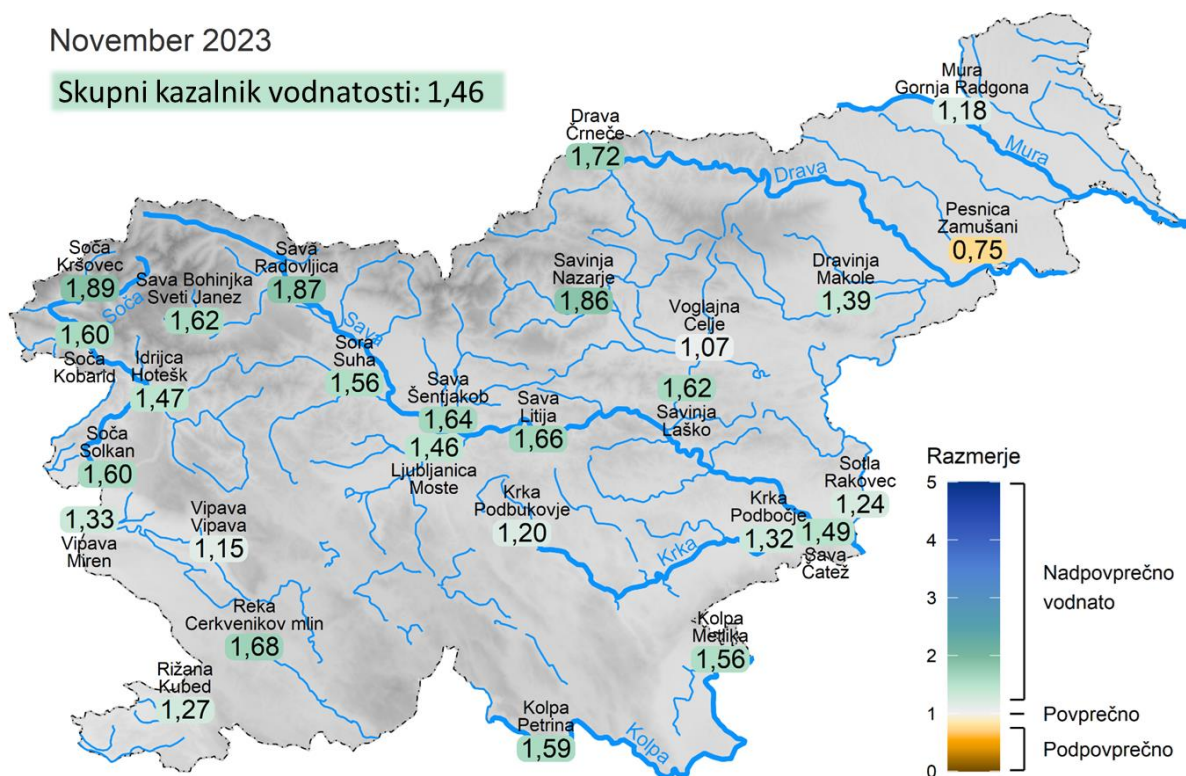 November 2023
Skupni kazalnik vodnatosti: 1,46
Mura
Gornja Radgona
1,18
Mura
Drava
Črneče
1,72
Drava
Pesnica
Zamušani
0,75
Soča
Kršovec
1,89
Soča
Sava Bohinjka
Sveti Janez
1,62
Sava
Radovljica
1,87
Sava
Savinja
Nazarje
1,86
Dravinja
Makole
1,39
Voglajna
Celje
1,07
1,60
Soča
Kobarid
Idrijca
Hotešk
1,47
Sora
Suha
1,56
Sava
Šentjakob
1,64
1,46
Ljubljanica
Moste
Sava
Litija
1,66
1,62
Savinja
Laško
Soča
Solkan
1,60
1,33
Vipava
Miren
Vipava
Vipava
1,15
Krka
Podbukovje
1,20
Krka
Krka
Podbočje
1,32
Sotla
Rakovec
1,24
1,49
Sava
Čatež
Reka
Cerkvenikov mlin
1,68
Rižana
Kubed
1,27
Kolpa
Metlika
1,56
Kolpa
Petrina
1,59
Kolpa
Razmerje
5
4
3
2
1
0
Nadpovprečno
vodnato
Povprečno
Podpovprečno